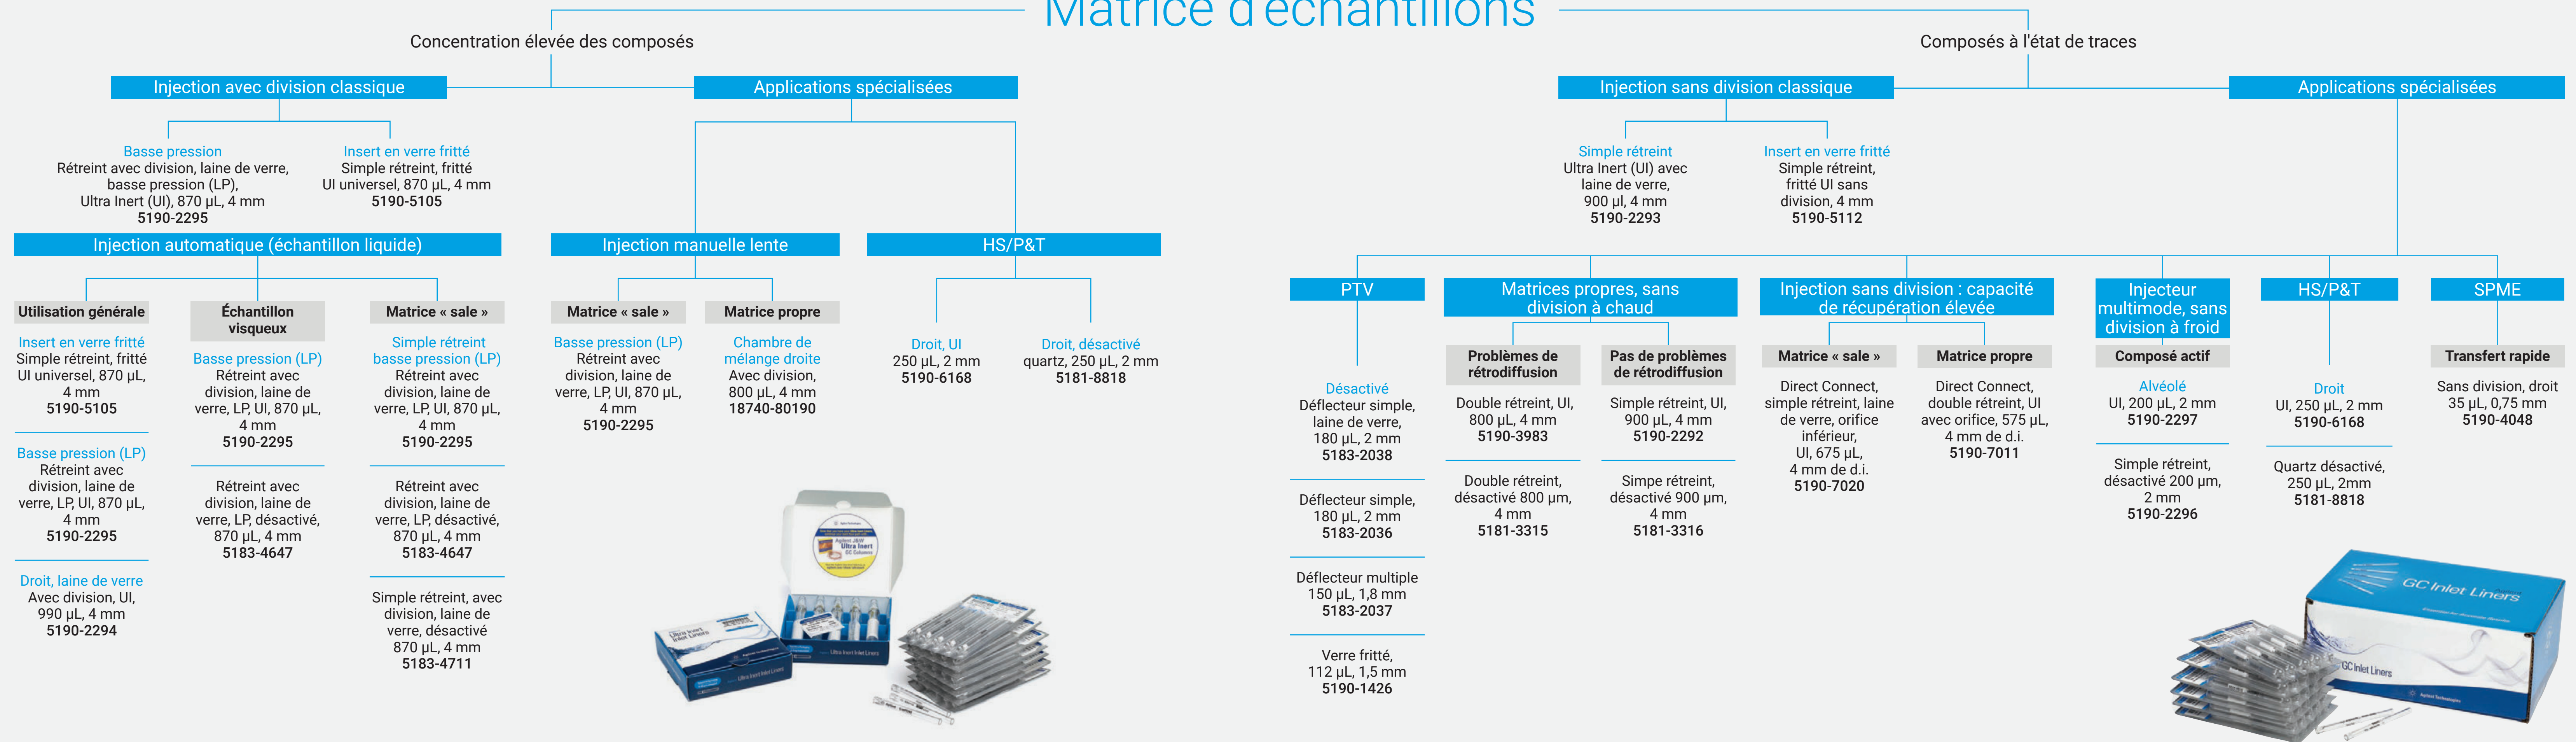 Matrice d'échantillons
Concentration élevée des composés
Composés à l'état de traces
Injection avec division classique
Applications spécialisées
Injection sans division classique
Applications spécialisées
Basse pression
Rétreint avec division, laine de verre,
basse pression (LP),
Ultra Inert (UI), 870 µL, 4 mm
5190-2295
Insert en verre fritté
Simple rétreint, fritté
UI universel, 870 µL, 4 mm
5190-5105
Simple rétreint
Ultra Inert (UI) avec
laine de verre,
900 µl, 4 mm
5190-2293
Insert en verre fritté
Simple rétreint,
fritté UI sans
division, 4 mm
5190-5112
Injection automatique (échantillon liquide)
Injection manuelle lente
HS/P&T
Utilisation générale
Insert en verre fritté
Simple rétreint, fritté
UI universel, 870 µL,
4 mm
5190-5105
Basse pression (LP)
Rétreint avec
division, laine de
verre, LP, UI, 870 µL,
4 mm
5190-2295
Droit, laine de verre
Avec division, UI,
990 µL, 4 mm
5190-2294
Échantillon
visqueux
Basse pression (LP)
Rétreint avec
division, laine de
verre, LP, UI, 870 µL,
4 mm
5190-2295
Rétreint avec
division, laine de
verre, LP, désactivé,
870 µL, 4 mm
5183-4647
Matrice « sale »
Simple rétreint
basse pression (LP)
Rétreint avec
division, laine de
verre, LP, UI, 870 µL,
4 mm
5190-2295
Rétreint avec
division, laine de
verre, LP, désactivé,
870 µL, 4 mm
5183-4647
Simple rétreint, avec
division, laine de
verre, désactivé
870 µL, 4 mm
5183-4711
Matrice « sale »
Basse pression (LP)
Rétreint avec
division, laine de
verre, LP, UI, 870 µL,
4 mm
5190-2295
Matrice propre
Chambre de
mélange droite
Avec division,
800 µL, 4 mm
18740-80190
Droit, UI
250 µL, 2 mm
5190-6168
Droit, désactivé
quartz, 250 µL, 2 mm
5181-8818
PTV
Désactivé
Déflecteur simple,
laine de verre,
180 µL, 2 mm
5183-2038
Déflecteur simple,
180 µL, 2 mm
5183-2036
Déflecteur multiple
150 µL, 1,8 mm
5183-2037
Verre fritté,
112 µL, 1,5 mm
5190-1426
Matrices propres, sans
division à chaud
Problèmes de
rétrodiffusion
Double rétreint, UI,
800 µL, 4 mm
5190-3983
Double rétreint,
désactivé 800 µm,
4 mm
5181-3315
Pas de problèmes
de rétrodiffusion
Simple rétreint, UI,
900 µL, 4 mm
5190-2292
Simpe rétreint,
désactivé 900 µm,
4 mm
5181-3316
Injection sans division : capacité
de récupération élevée
Matrice « sale »
Direct Connect,
simple rétreint, laine
de verre, orifice
inférieur,
UI, 675 µL,
4 mm de d.i.
5190-7020
Matrice propre
Direct Connect,
double rétreint, UI
avec orifice, 575 µL,
4 mm de d.i.
5190-7011
Injecteur
multimode, sans
division à froid
Composé actif
Alvéolé
UI, 200 µL, 2 mm
5190-2297
Simple rétreint,
désactivé 200 µm,
2 mm
5190-2296
HS/P&T
Droit
UI, 250 µL, 2 mm
5190-6168
Quartz désactivé,
250 µL, 2mm
5181-8818
SPME
Transfert rapide
Sans division, droit
35 µL, 0,75 mm
5190-4048
Agilent J&W
Ultra Inert
GC Columns
Ultra Inert
Inlet Liners
Ultra Inert Inlet Liners
GC Inlet Liners
GC Inlet Liners
Agilent Technologies